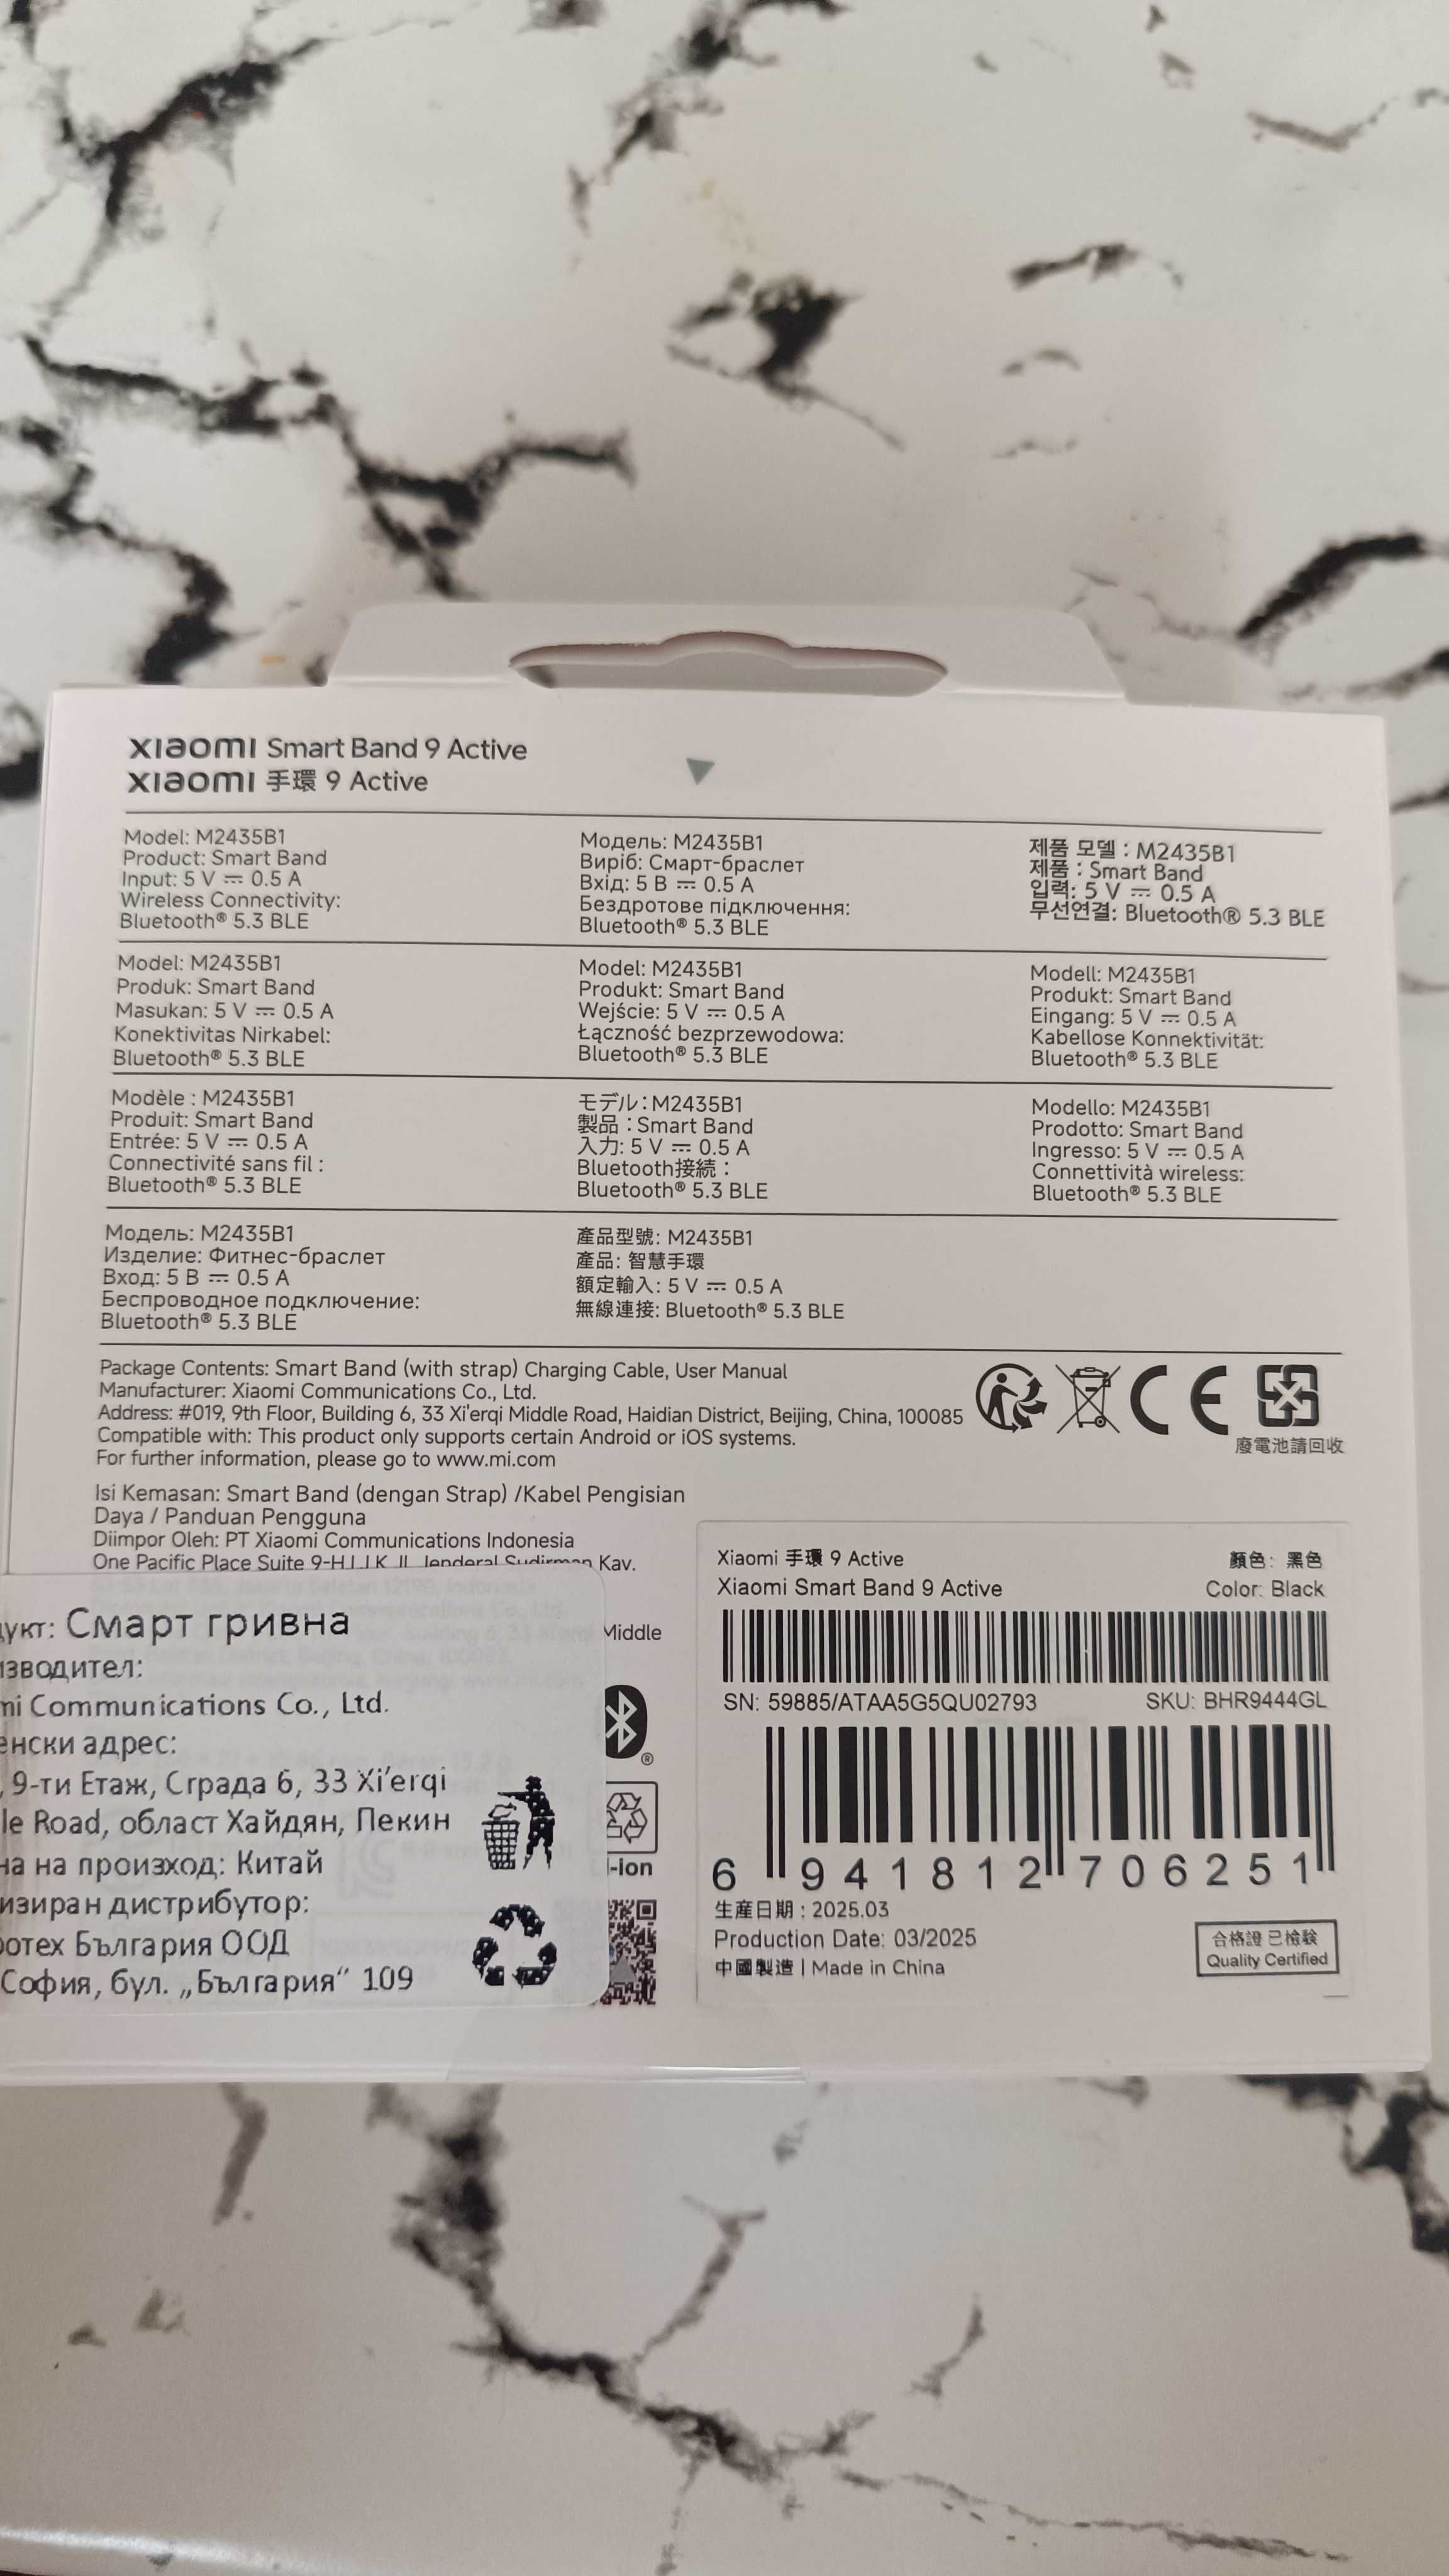 xiaomi Smart Band 9 Active
xiaomi 手環 9 Active
Model: M2435B1
Product: Smart Band
Input: 5 V ⎓ 0.5 A
Wireless Connectivity:
Bluetooth® 5.3 BLE
Модель: M2435B1
Виріб: Смарт-браслет
Вхід: 5 В ⎓ 0.5 A
Бездротове підключення:
Bluetooth® 5.3 BLE
제품 모델 : M2435B1
제품 : Smart Band
입력: 5 V ⎓ 0.5 A
무선연결: Bluetooth® 5.3 BLE
Model: M2435B1
Produk: Smart Band
Masukan: 5 V ⎓ 0.5 A
Konektivitas Nirkabel:
Bluetooth® 5.3 BLE
Model: M2435B1
Produkt: Smart Band
Wejście: 5 V ⎓ 0.5 A
Łączność bezprzewodowa:
Bluetooth® 5.3 BLE
Modell: M2435B1
Produkt: Smart Band
Eingang: 5 V ⎓ 0.5 A
Kabellose Konnektivität:
Bluetooth® 5.3 BLE
Modèle : M2435B1
Produit: Smart Band
Entrée: 5 V ⎓ 0.5 A
Connectivité sans fil :
Bluetooth® 5.3 BLE
モデル:M2435B1
製品 :Smart Band
入力: 5 V ⎓ 0.5 A
Bluetooth接続 :
Bluetooth® 5.3 BLE
Modello: M2435B1
Prodotto: Smart Band
Ingresso: 5 V ⎓ 0.5 A
Connettività wireless:
Bluetooth® 5.3 BLE
Модель: M2435B1
Изделие: Фитнес-браслет
Вход: 5 В ⎓ 0.5 A
Беспроводное подключение:
Bluetooth® 5.3 BLE
產品型號: M2435B1
產品: 智慧手環
額定輸入: 5 V ⎓ 0.5 A
無線連接: Bluetooth® 5.3 BLE
Package Contents: Smart Band (with strap) Charging Cable, User Manual
Manufacturer: Xiaomi Communications Co., Ltd.
Address: #019, 9th Floor, Building 6, 33 Xi'erqi Middle Road, Haidian District, Beijing, China, 100085
Compatible with: This product only supports certain Android or iOS systems.
For further information, please go to www.mi.com
CE
廢電池請回收
Isi Kemasan: Smart Band (dengan Strap) /Kabel Pengisian
Daya / Panduan Pengguna
Diimpor Oleh: PT Xiaomi Communications Indonesia
One Pacific Place Suite 9-H,I,J,K Jl. Jenderal Sudirman Kav.
Middle
®
-ion
укт: Смарт гривна
зводител:
mi Communications Co., Ltd.
енски адрес:
, 9-ти Етаж, Сграда 6, 33 Xi’erqi
le Road, област Хайдян, Пекин
на на произход: Китай
изиран дистрибутор:
отех България ООД
София, бул. „България“ 109
Xiaomi 手環 9 Active
顏色: 黑色
Xiaomi Smart Band 9 Active
Color: Black
SN: 59885/ATAA5G5QU02793
SKU: BHR9444GL
6 941812 706251
生產日期 : 2025.03
Production Date: 03/2025
中國製造 | Made in China
合格證 已檢驗
Quality Certified